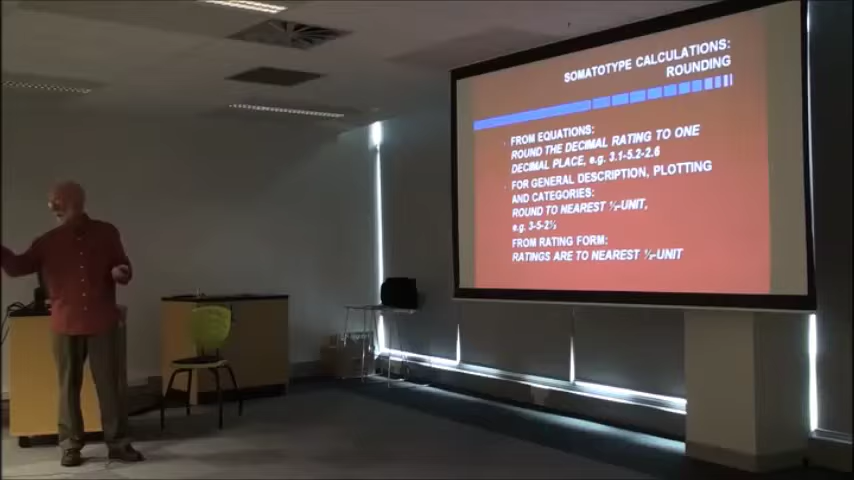 SOMATOTYPE CALCULATIONS:
ROUNDING
FROM EQUATIONS:
ROUND THE DECIMAL RATING TO ONE
DECIMAL PLACE, e.g. 3.1-5.2-2.6
FOR GENERAL DESCRIPTION, PLOTTING
AND CATEGORIES:
ROUND TO NEAREST ½-UNIT,
e.g. 3-5-2½
FROM RATING FORM:
RATINGS ARE TO NEAREST ½-UNIT